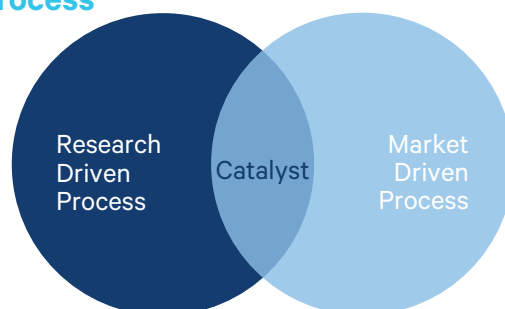 rocess
Research
Driven
Process
Catalyst
Market
Driven
Process